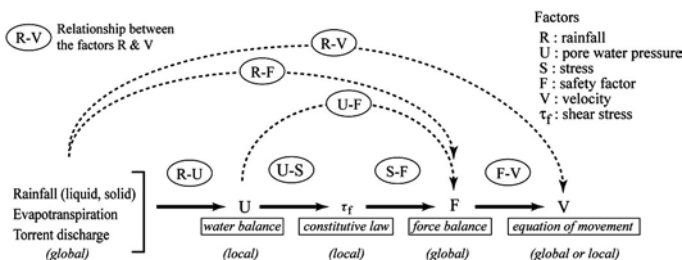 R-V
Relationship between
the factors R & V
Factors
R : rainfall
U : pore water pressure
S : stress
F : safety factor
V : velocity
τf : shear stress
R-V
R-F
U-F
R-U
U-S
S-F
F-V
Rainfall (liquid, solid)
Evapotranspiration
Torrent discharge
(global)
U
τf
F
V
water balance
constitutive law
force balance
equation of movement
(local)
(local)
(global)
(global or local)